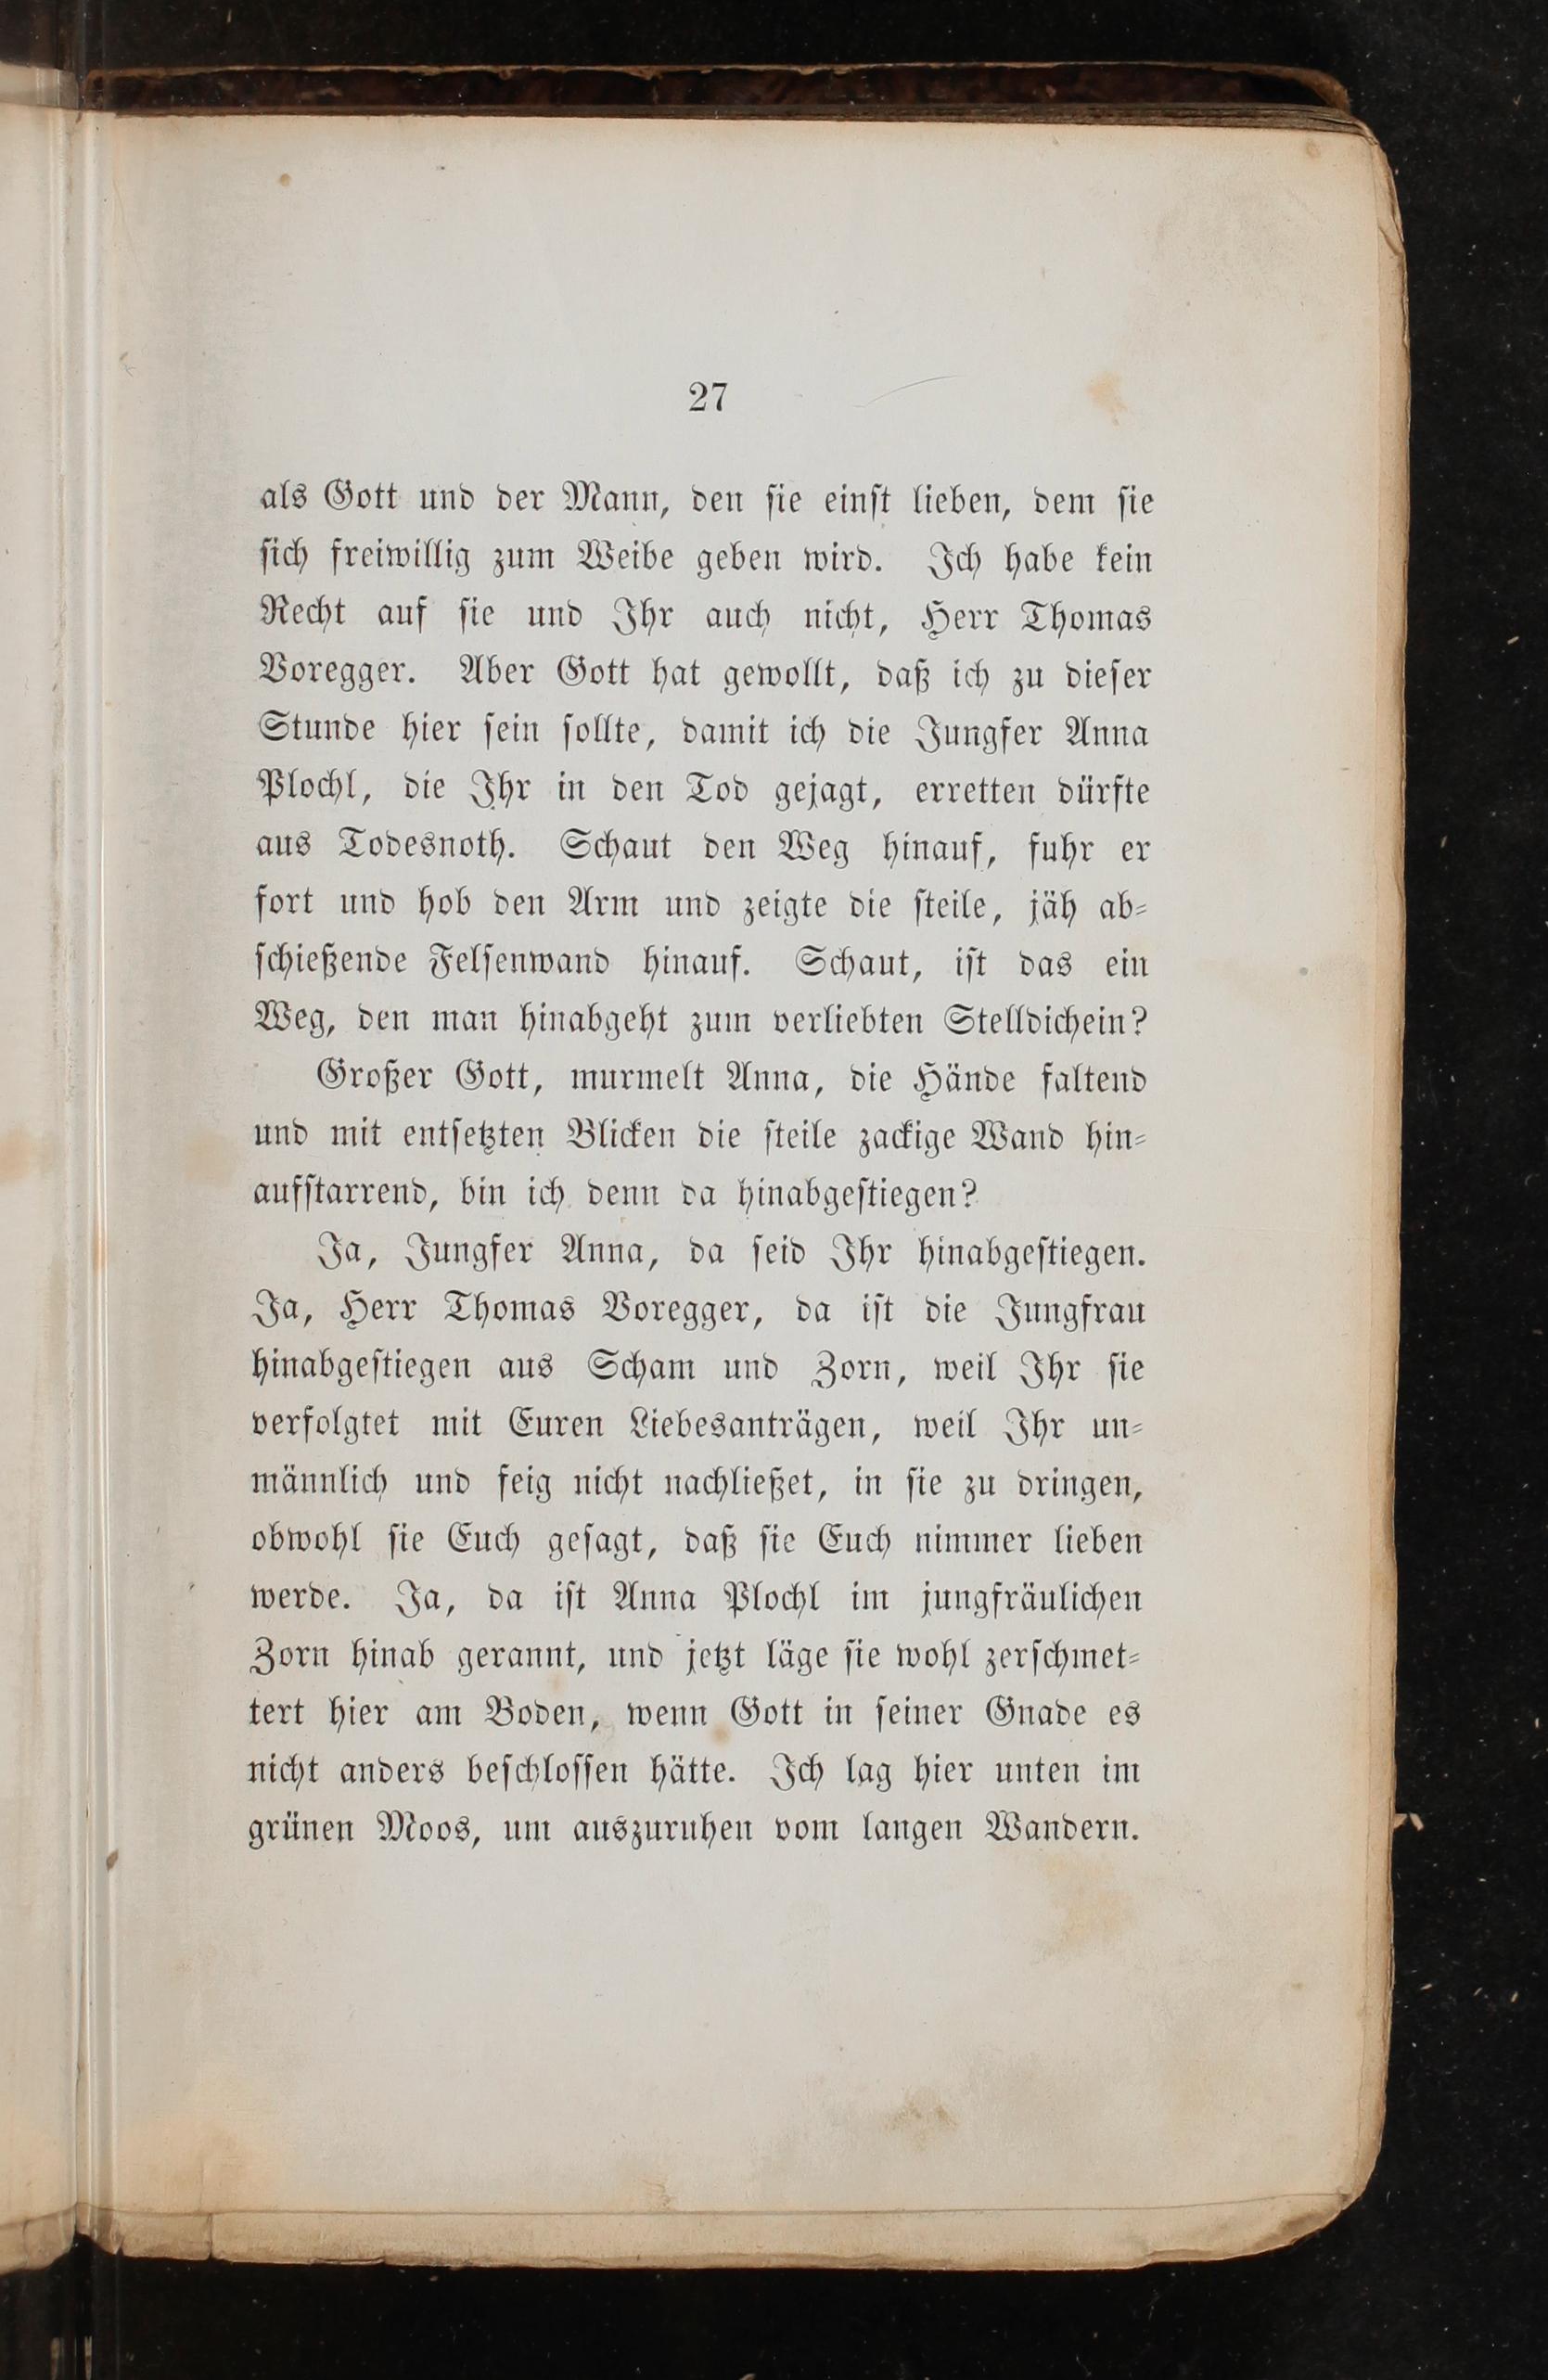 27
als Gott und der Mann, den ſie einſt lieben, dem ſie
ſich freiwillig zum Weibe geben wird. Ich habe kein
Recht auf ſie und Ihr auch nicht, Herr Thomas
Voregger. Aber Gott hat gewollt, daß ich zu dieſer
Stunde hier ſein ſollte, damit ich die Jungfer Anna
Plochl, die Ihr in den Tod gejagt, erretten dürfte
aus Todesnoth. Schaut den Weg hinauf, fuhr er
fort und hob den Arm und zeigte die ſteile, jäh ab⸗
ſchießende Felſenwand hinauf. Schaut, iſt das ein
Weg, den man hinabgeht zum verliebten Stelldichein?
Großer Gott, murmelt Anna, die Hände faltend
und mit entſetzten Blicken die ſteile zackige Wand hin⸗
aufſtarrend, bin ich denn da hinabgeſtiegen?
Ja, Jungfer Anna, da ſeid Ihr hinabgeſtiegen.
Ja, Herr Thomas Voregger, da iſt die Jungfrau
hinabgeſtiegen aus Scham und Zorn, weil Ihr ſie
verfolgtet mit Euren Liebesanträgen, weil Ihr un⸗
männlich und feig nicht nachließet, in ſie zu dringen,
obwohl ſie Euch geſagt, daß ſie Euch nimmer lieben
werde. Ja, da iſt Anna Plochl im jungfräulichen
Zorn hinab gerannt, und jetzt läge ſie wohl zerſchmet⸗
tert hier am Boden, wenn Gott in ſeiner Gnade es
nicht anders beſchloſſen hätte. Ich lag hier unten im
grünen Moos, um auszuruhen vom langen Wandern.